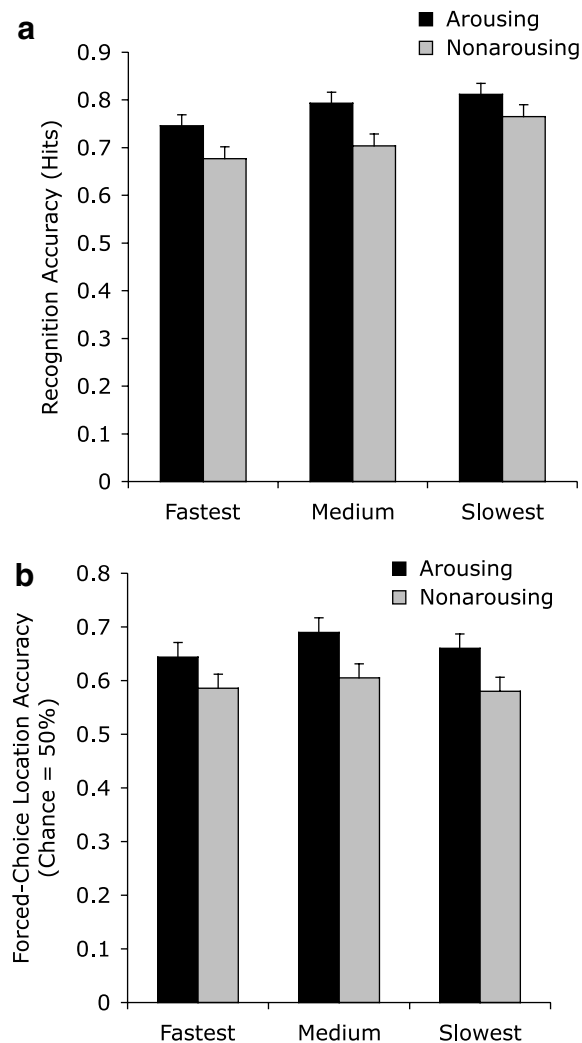 a
Arousing
Nonarousing
Recognition Accuracy (Hits)
0.9
0.8
0.7
0.6
0.5
0.4
0.3
0.2
0.1
0
Fastest Medium Slowest
b
Arousing
Nonarousing
Forced-Choice Location Accuracy
(Chance = 50%)
0.8
0.7
0.6
0.5
0.4
0.3
0.2
0.1
0
Fastest Medium Slowest